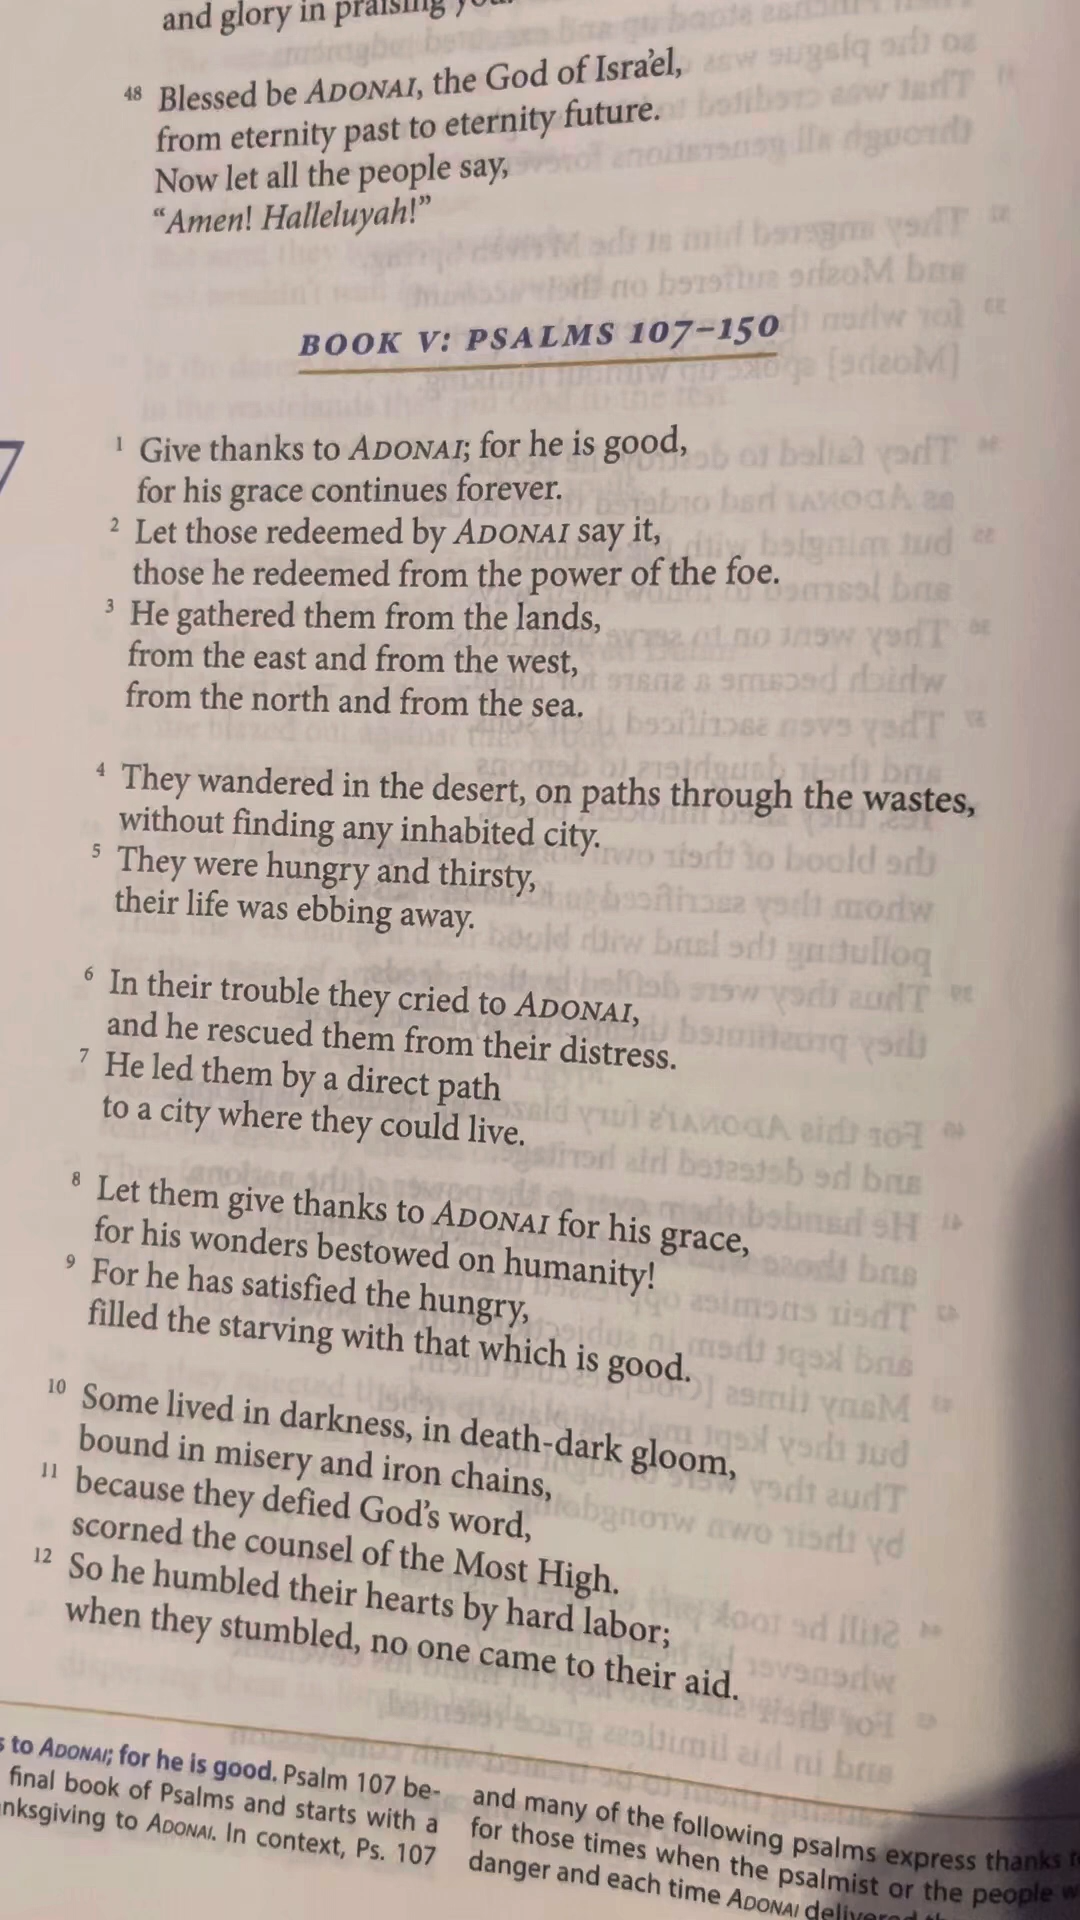 and glory in praising
48 Blessed be ADONAI, the God of Isra'el,
from eternity past to eternity future.
Now let all the people say,
“Amen! Halleluyah!”
BOOK V: PSALMS 107–150
7
1 Give thanks to ADONAI; for he is good,
for his grace continues forever.
2 Let those redeemed by ADONAI say it,
those he redeemed from the power of the foe.
3 He gathered them from the lands,
from the east and from the west,
from the north and from the sea.
4 They wandered in the desert, on paths through the wastes,
without finding any inhabited city.
5 They were hungry and thirsty,
their life was ebbing away.
6 In their trouble they cried to ADONAI,
and he rescued them from their distress.
7 He led them by a direct path
to a city where they could live.
8 Let them give thanks to ADONAI for his grace,
for his wonders bestowed on humanity!
9 For he has satisfied the hungry,
filled the starving with that which is good.
10 Some lived in darkness, in death-dark gloom,
bound in misery and iron chains,
11 because they defied God’s word,
scorned the counsel of the Most High.
12 So he humbled their hearts by hard labor;
when they stumbled, no one came to their aid.
s to ADONAI; for he is good. Psalm 107 be-
final book of Psalms and starts with a
nksgiving to ADONAI. In context, Ps. 107
and many of the following psalms express thanks
for those times when the psalmist or the people
danger and each time ADONAI